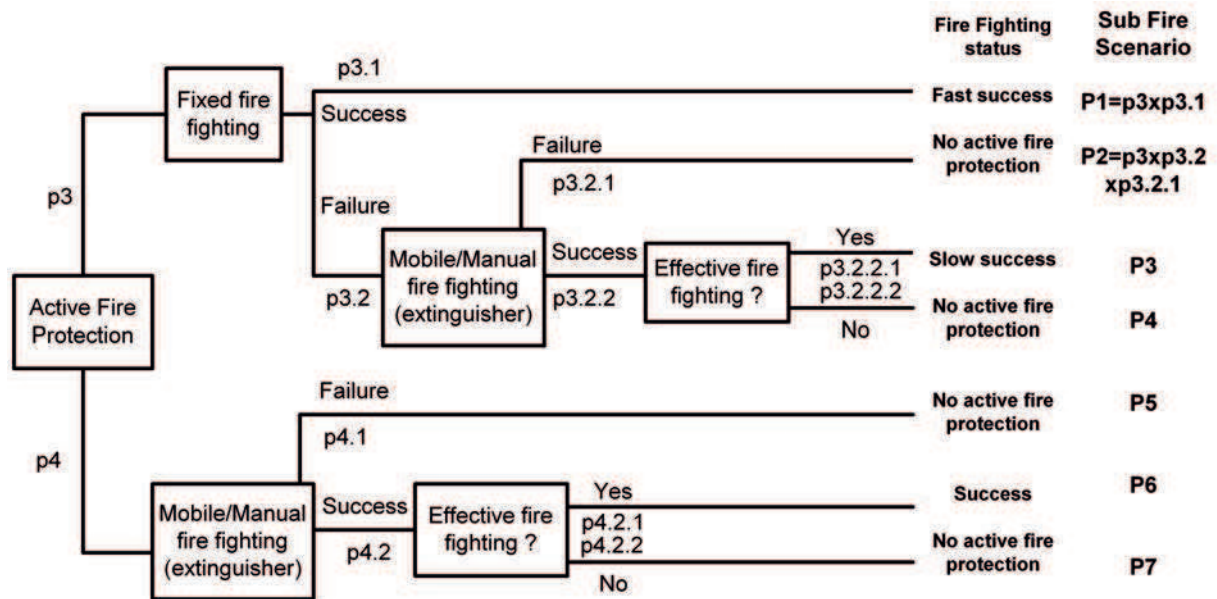 Fire Fighting
status
Sub Fire
Scenario
p3.1
Fixed fire
fighting
Success
Fast success
P1=p3xp3.1
Failure
No active fire
protection
P2=p3xp3.2
xp3.2.1
p3
p3.2.1
Failure
Mobile/Manual
fire fighting
(extinguisher)
Success
Effective fire
fighting ?
Yes
p3.2
p3.2.2
p3.2.2.1
p3.2.2.2
Slow success
P3
Active Fire
Protection
No
No active fire
protection
P4
Failure
No active fire
protection
P5
p4
p4.1
Mobile/Manual
fire fighting
(extinguisher)
Success
p4.2
Effective fire
fighting ?
Yes
p4.2.1
p4.2.2
Success
P6
No
No active fire
protection
P7